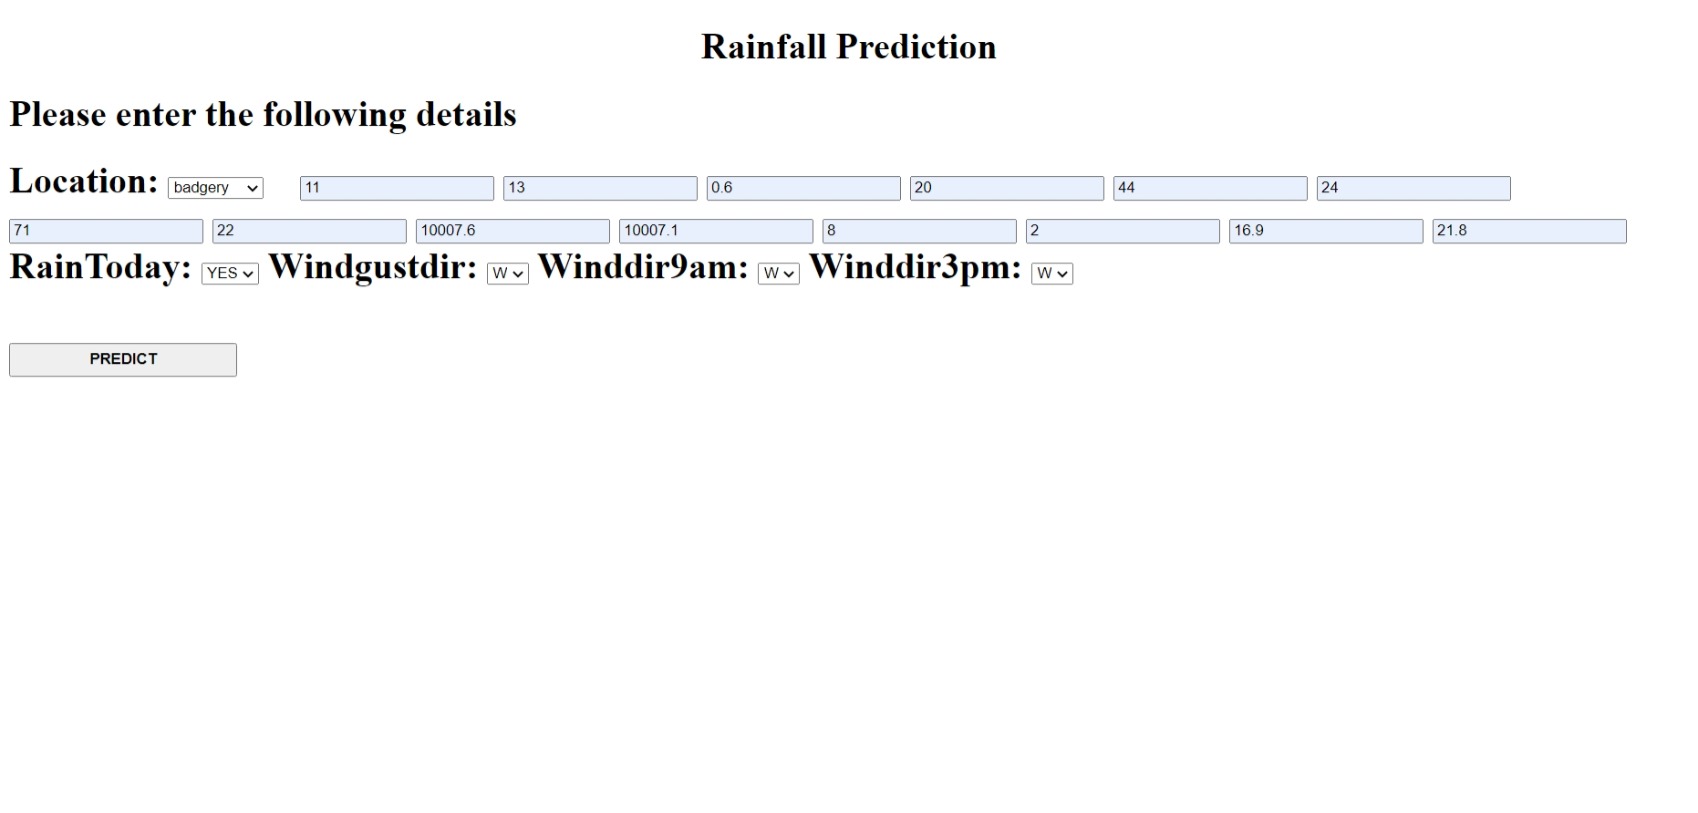 Rainfall Prediction
Please enter the following details
Location: badgery 11 13 0.6 20 44 24
71 22 10007.6 10007.1 8 2 16.9 21.8
RainToday: YES Windgustdir: W Winddir9am: W Winddir3pm: W
PREDICT